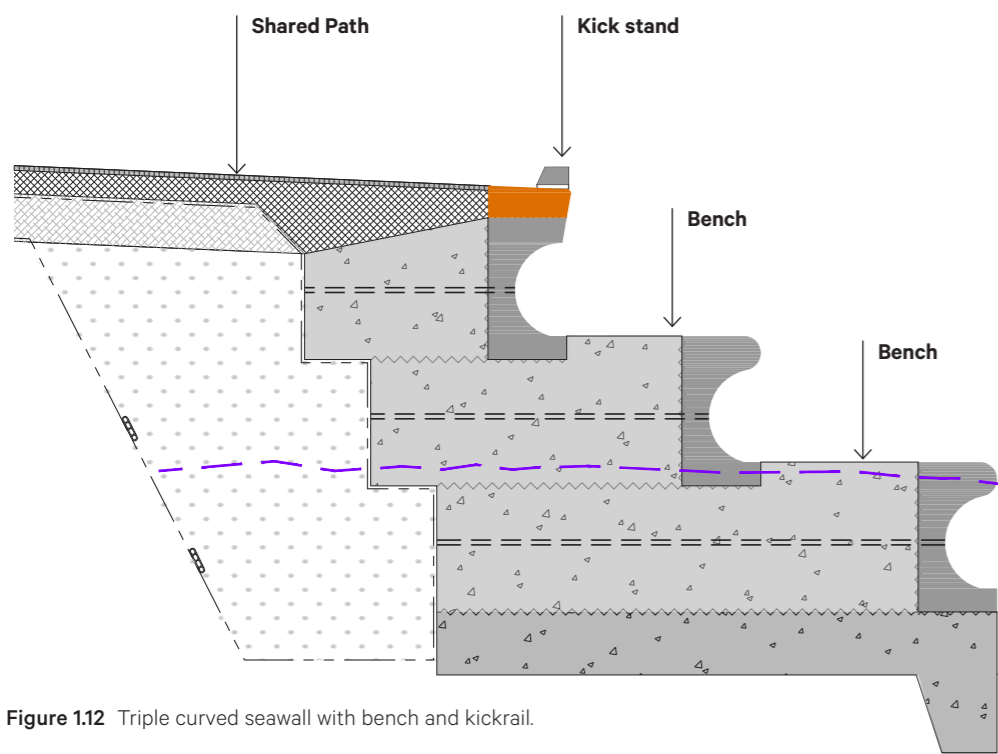 Shared Path
Kick stand
Bench
Bench
Figure 1.12 Triple curved seawall with bench and kickrail.